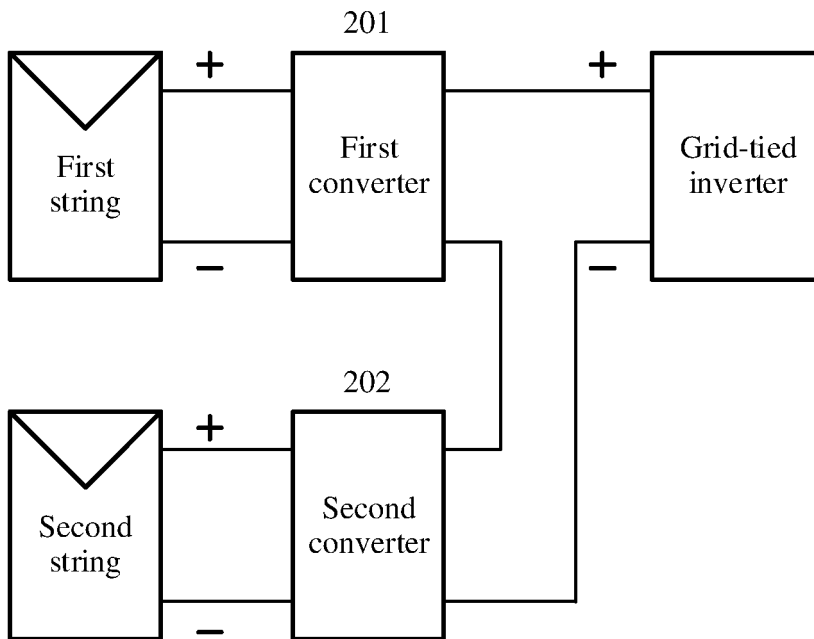 201
+
+
First
string
First
converter
Grid-tied
inverter
−
−
202
+
Second
string
Second
converter
−